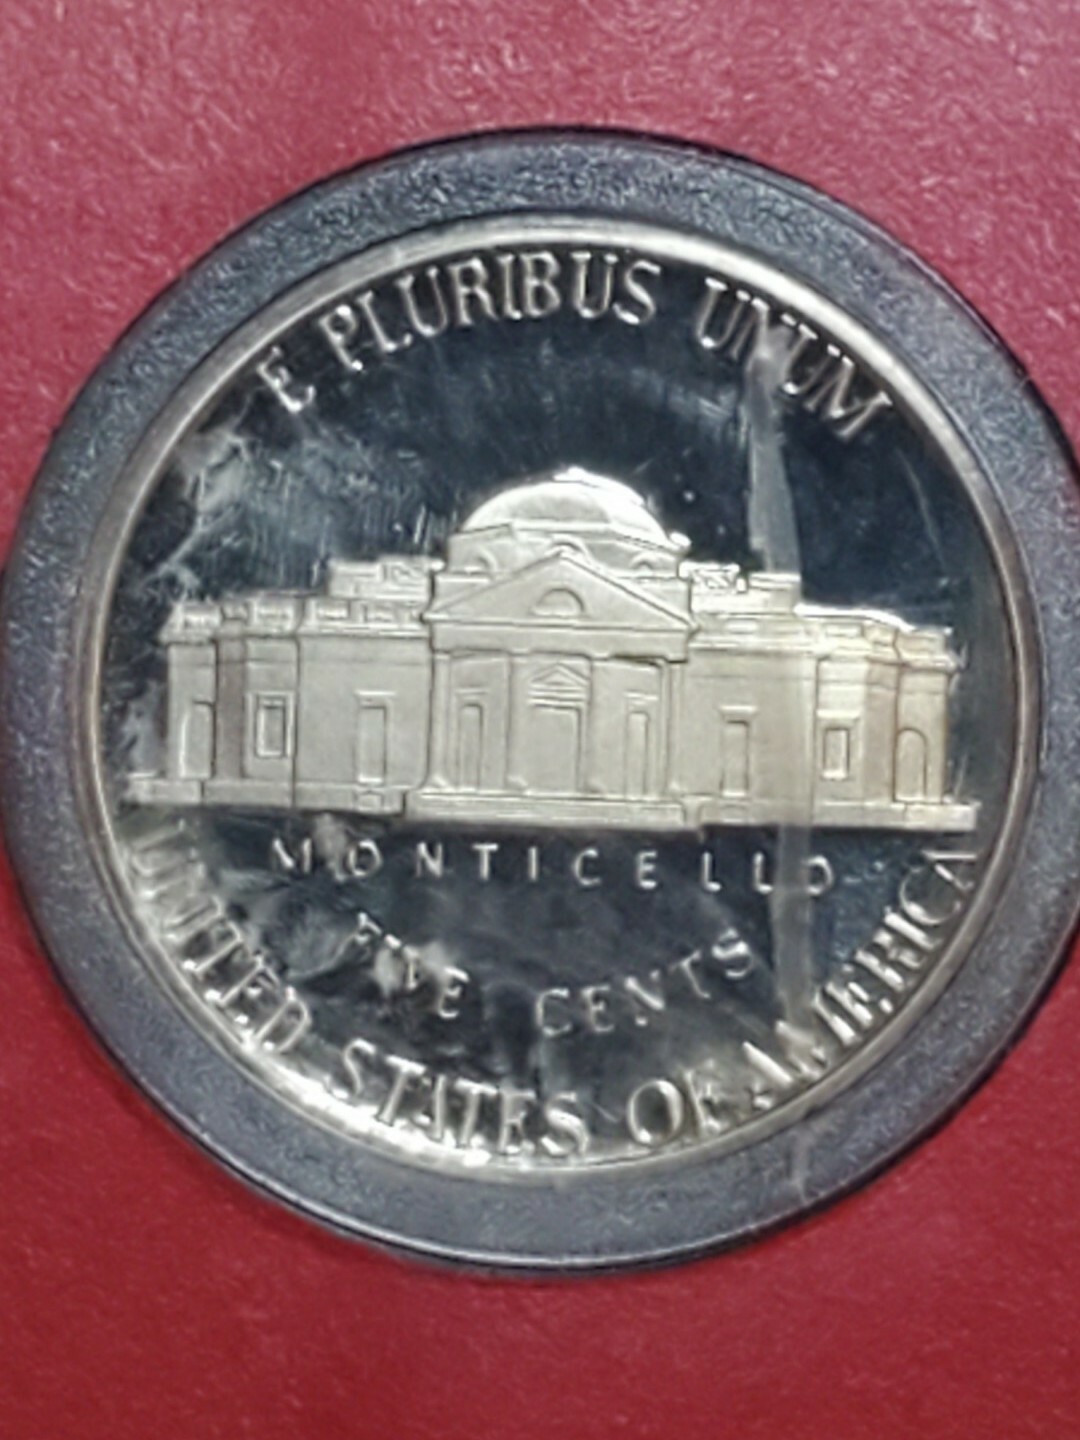 E PLURIBUS UNUM
MONTICELLO
FIVE CENTS
UNITED STATES OF AMERICA